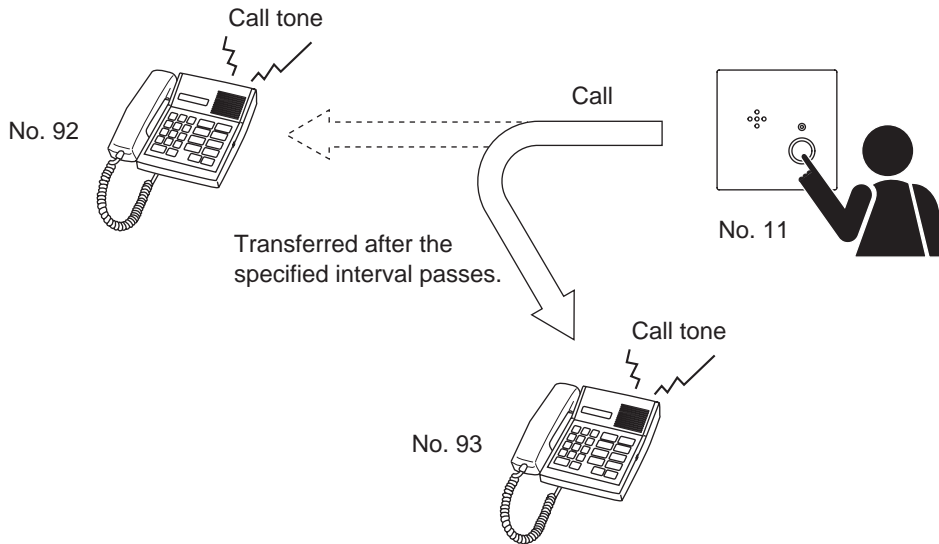 Call tone
Call
No. 92
No. 11
Transferred after the
specified interval passes.
Call tone
No. 93